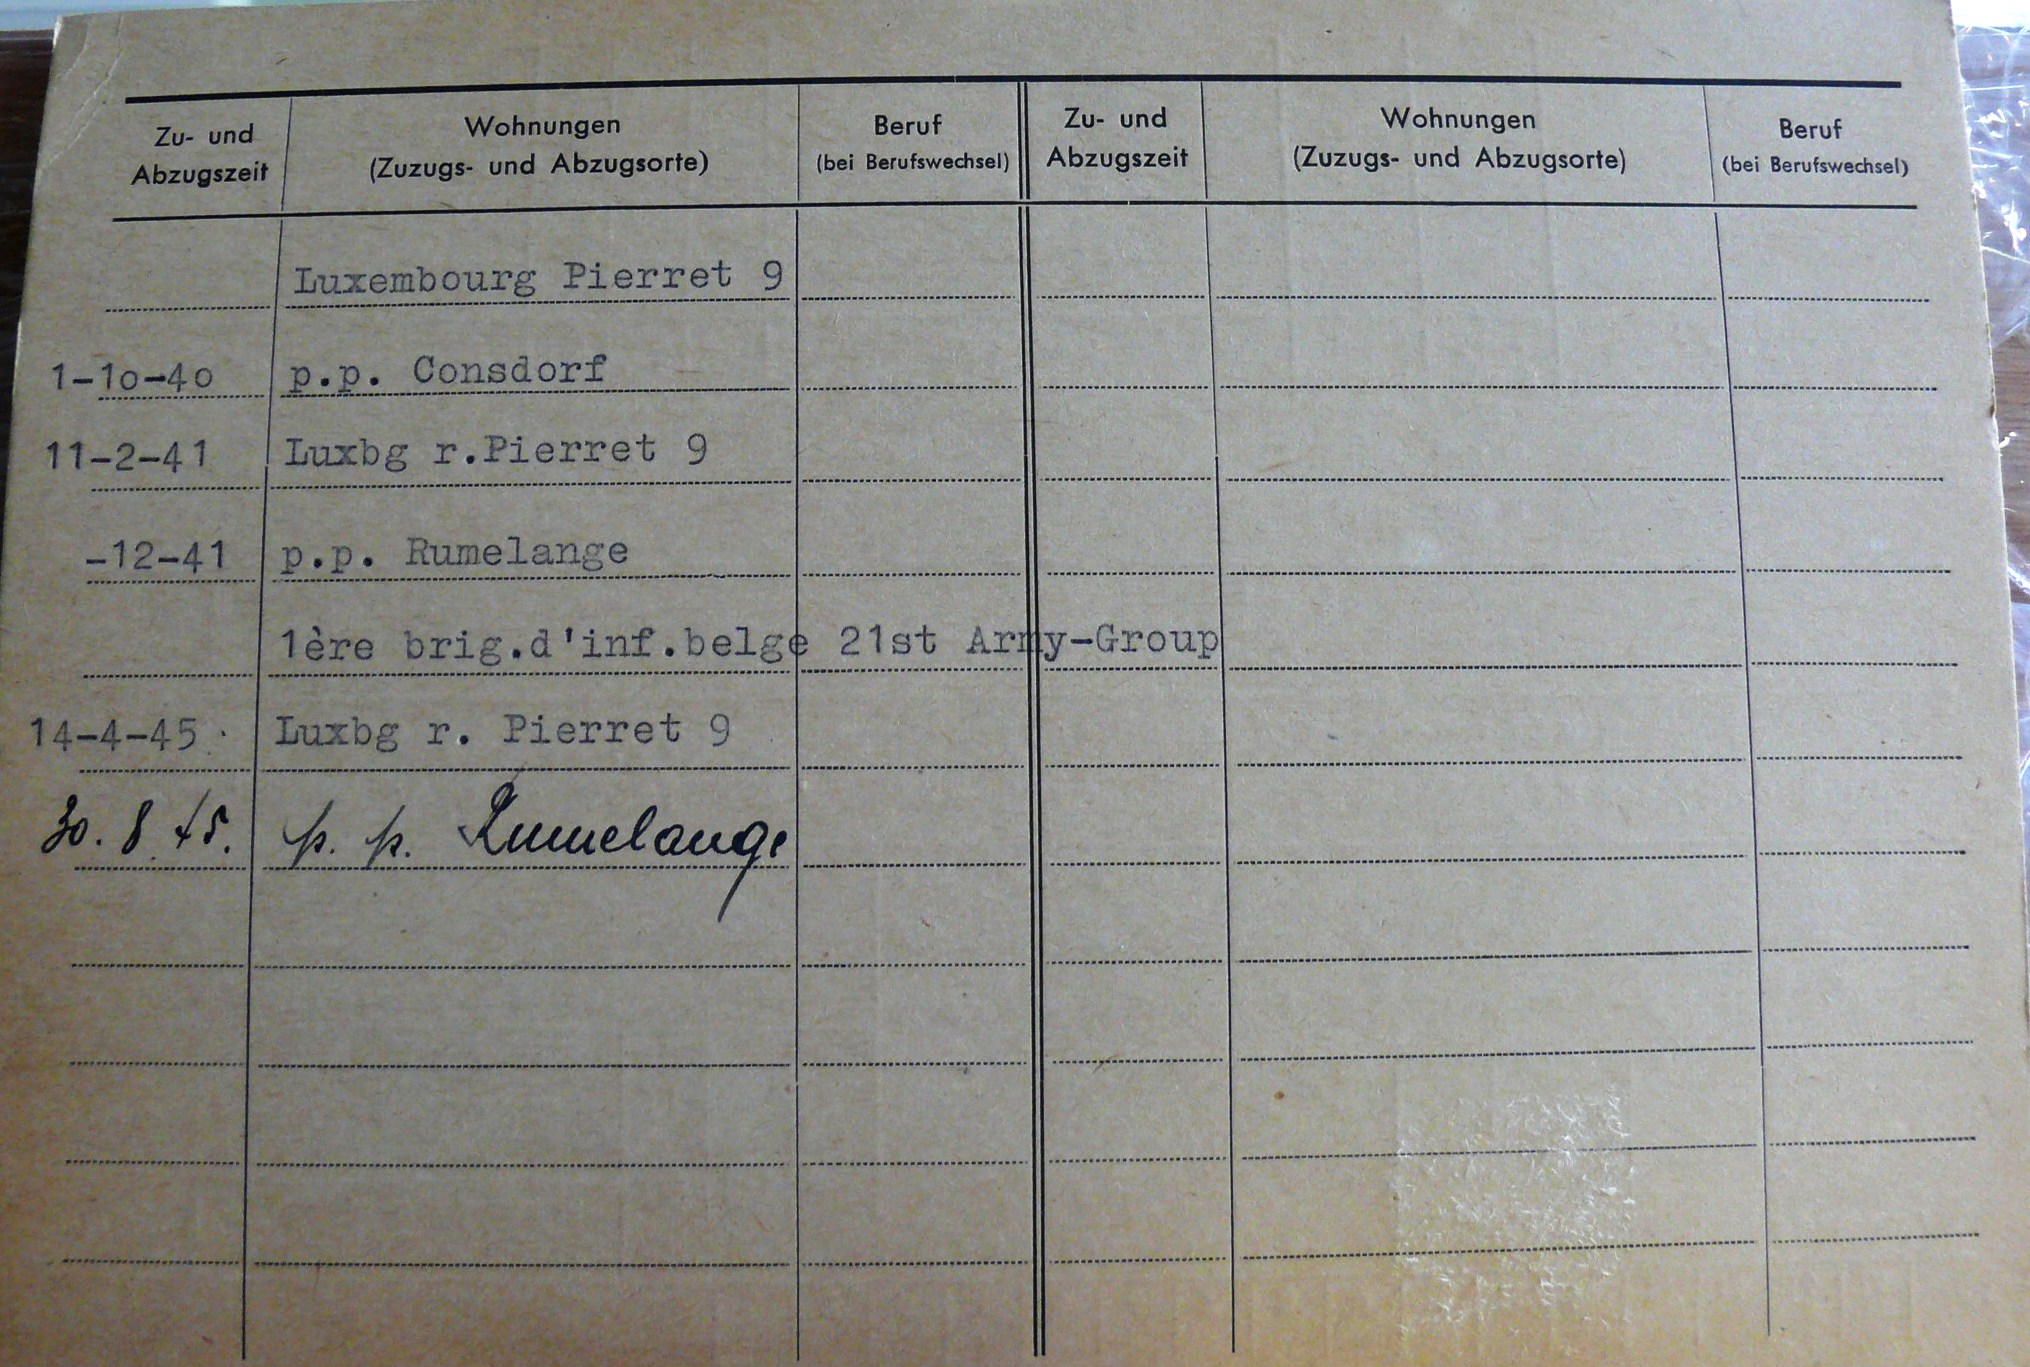 Zu- und Abzugszeit
Wohnungen
(Zuzugs- und Abzugsorte)
Beruf
(bei Berufswechsel)
Zu- und Abzugszeit
Wohnungen
(Zuzugs- und Abzugsorte)
Beruf
(bei Berufswechsel)
Luxembourg Pierret 9
1-10-40 p.p. Consdorf
11-2-41 Luxbg r.Pierret 9
-12-41 p.p. Rumelange
1ère brig.d'inf.belge 21st Army-Group
14-4-45 Luxbg r. Pierret 9
30. 8. 45. p. p. Rumelange